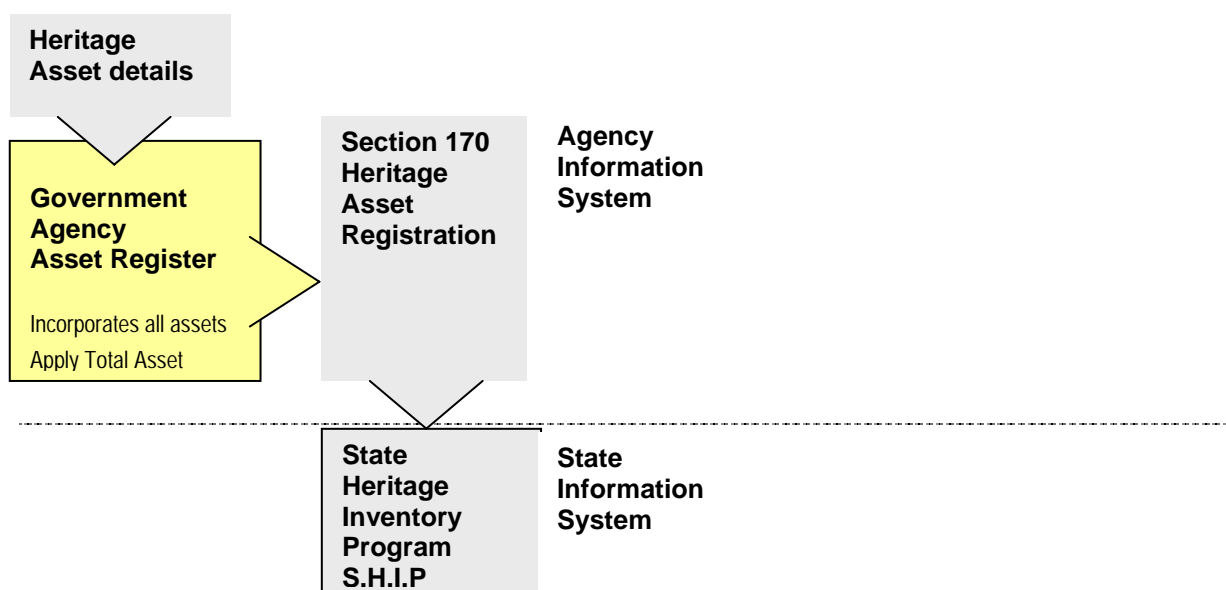 Heritage
Asset details
Government
Agency
Asset Register
Incorporates all assets
Apply Total Asset
Section 170
Heritage
Asset
Registration
Agency
Information
System
State
Heritage
Inventory
Program
S.H.I.P
State
Information
System